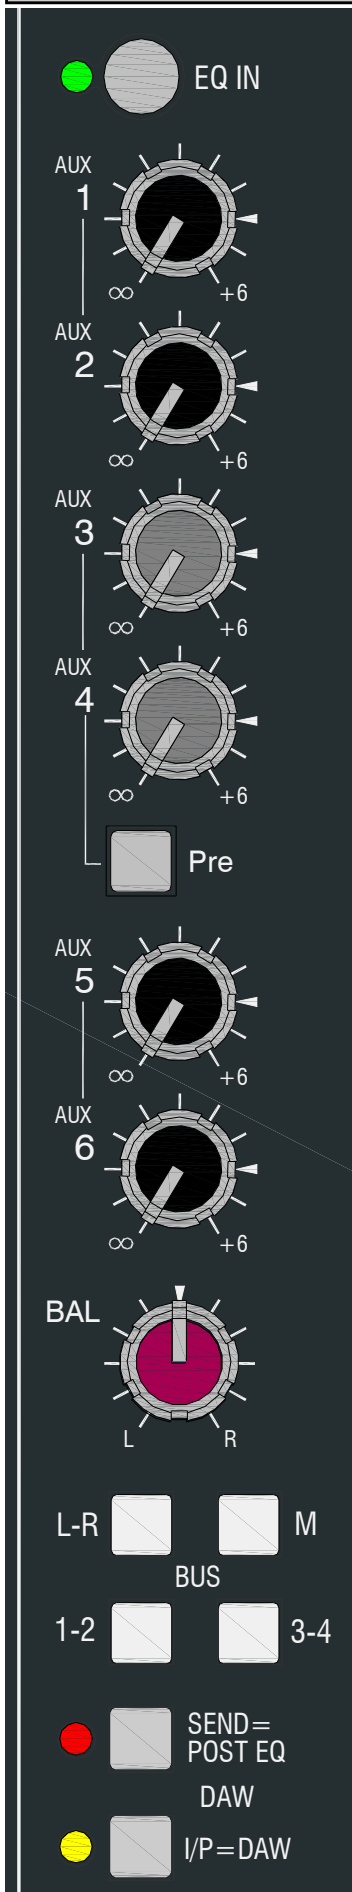 EQ IN
AUX
1
∞ +6
AUX
2
∞ +6
AUX
3
∞ +6
AUX
4
∞ +6
Pre
AUX
5
∞ +6
AUX
6
∞ +6
BAL
L R
L-R M
BUS
1-2 3-4
SEND=
POST EQ
DAW
I/P=DAW